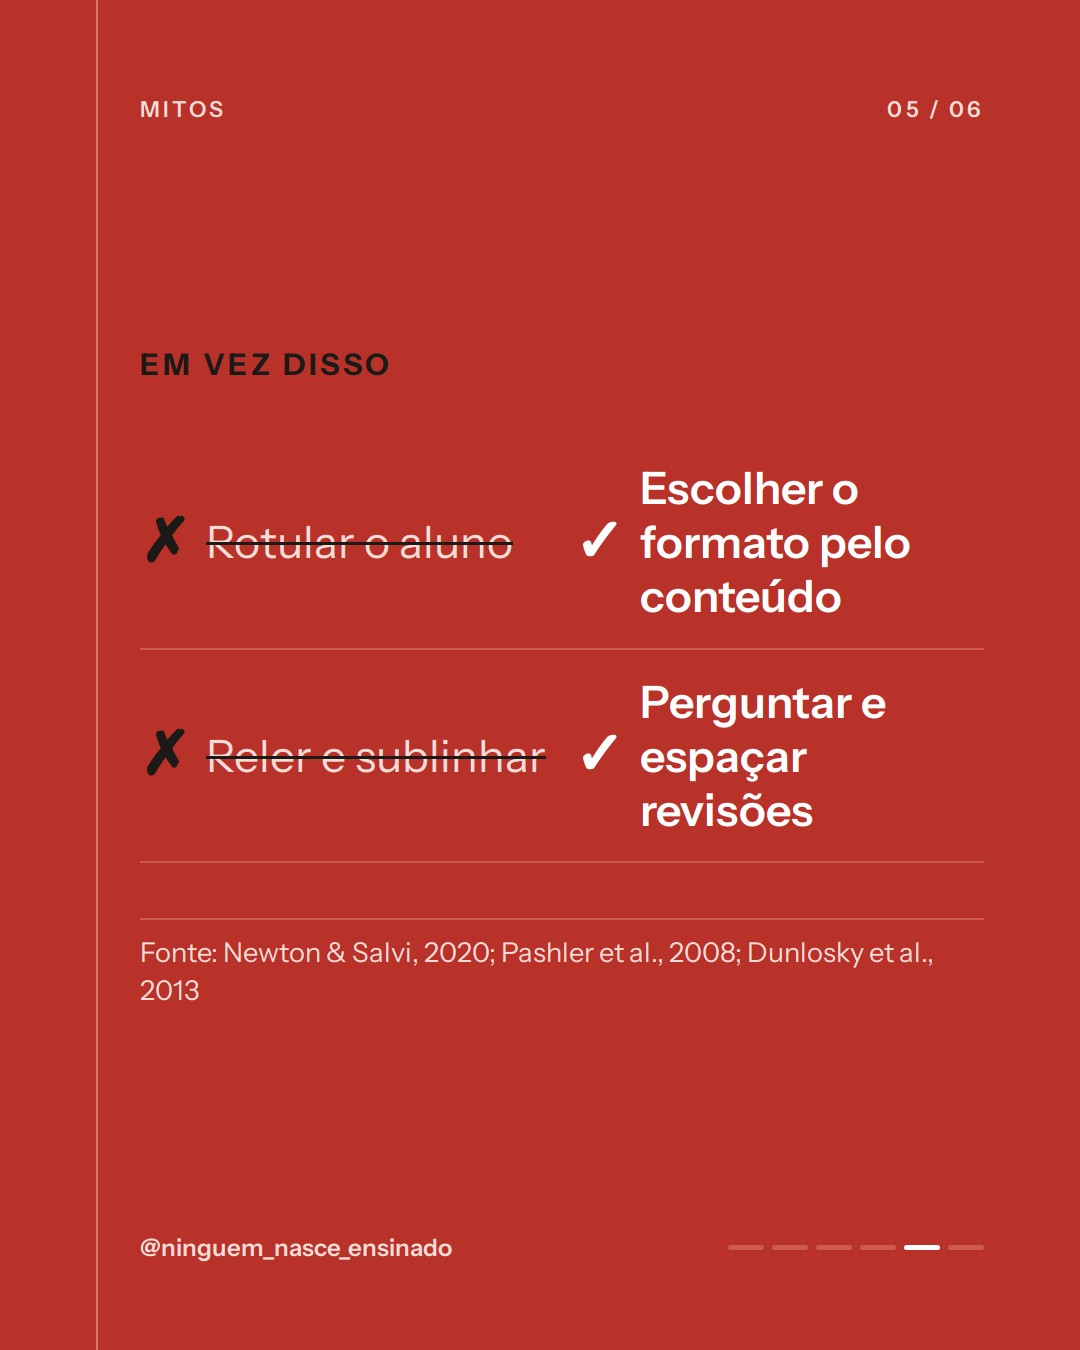 MITOS
05 / 06
EM VEZ DISSO
✗ Rotular o aluno
✓ Escolher o
formato pelo
conteúdo
✗ Reler e sublinhar
✓ Perguntar e
espaçar
revisões
Fonte: Newton & Salvi, 2020; Pashler et al., 2008; Dunlosky et al.,
2013
@ninguem_nasce_ensinado